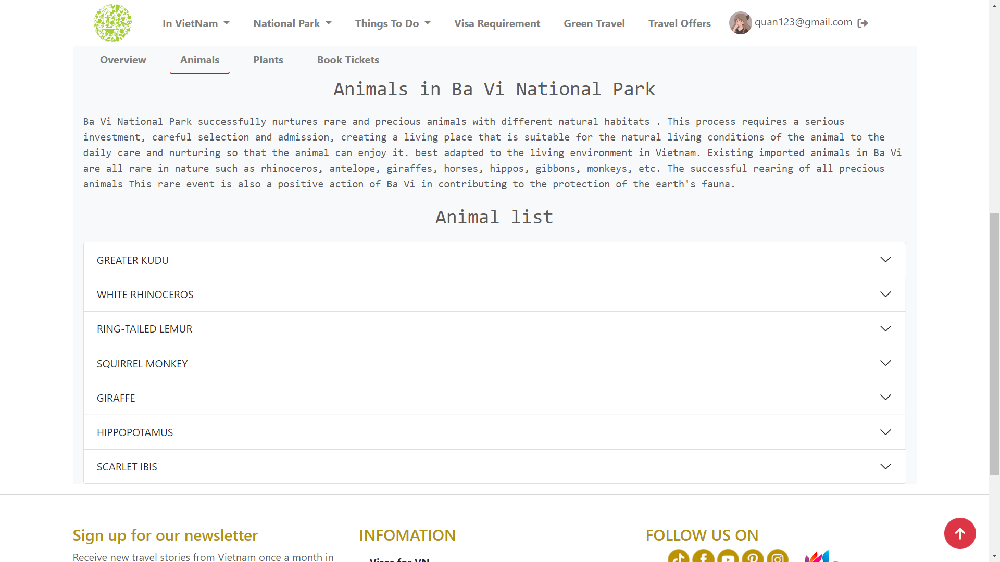 In VietNam
National Park
Things To Do
Visa Requirement
Green Travel
Travel Offers
quan123@gmail.com
Overview
Animals
Plants
Book Tickets
Animals in Ba Vi National Park
Ba Vi National Park successfully nurtures rare and precious animals with different natural habitats . This process requires a serious
investment, careful selection and admission, creating a living place that is suitable for the natural living conditions of the animal to the
daily care and nurturing so that the animal can enjoy it. best adapted to the living environment in Vietnam. Existing imported animals in Ba Vi
are all rare in nature such as rhinoceros, antelope, giraffes, horses, hippos, gibbons, monkeys, etc. The successful rearing of all precious
animals This rare event is also a positive action of Ba Vi in contributing to the protection of the earth's fauna.
Animal list
GREATER KUDU
WHITE RHINOCEROS
RING-TAILED LEMUR
SQUIRREL MONKEY
GIRAFFE
HIPPOPOTAMUS
SCARLET IBIS
Sign up for our newsletter
Receive new travel stories from Vietnam once a month in
INFOMATION
Visas for VN
FOLLOW US ON